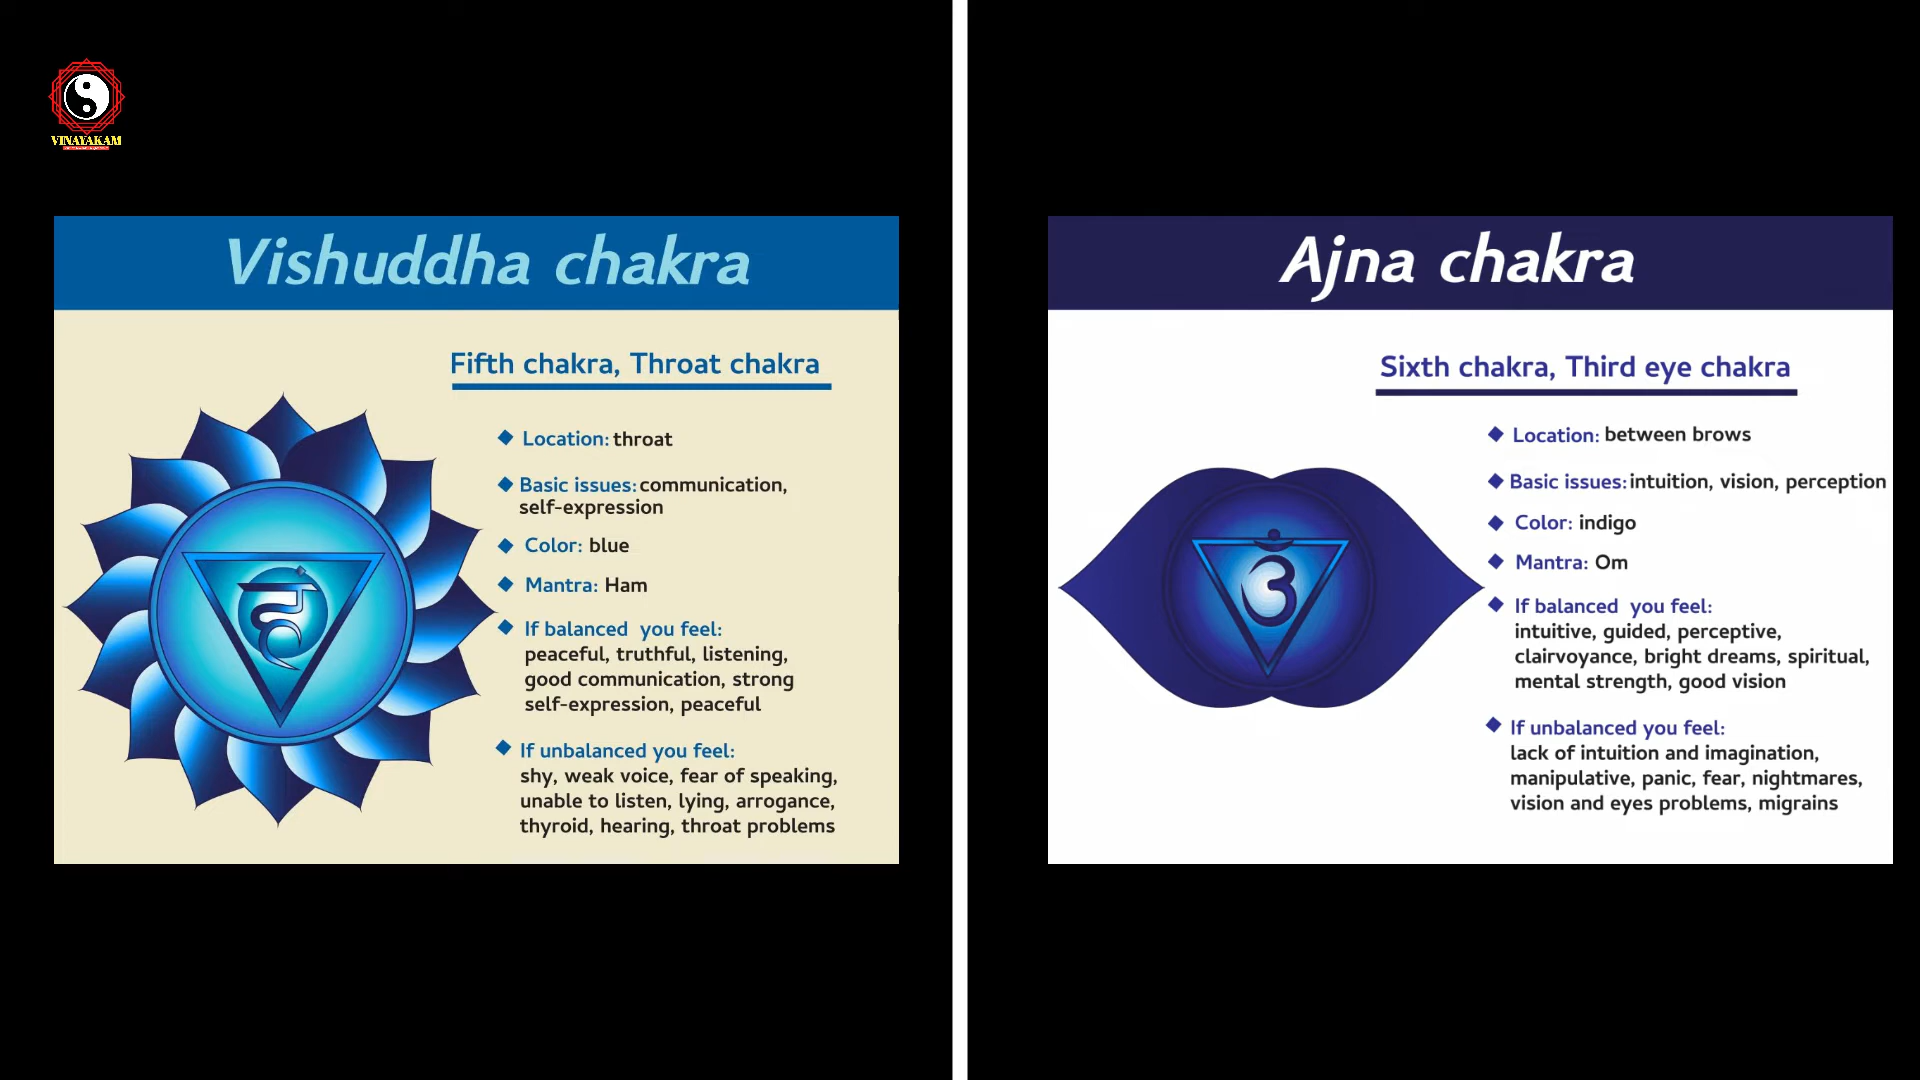 VINAYAKAM
Vishuddha chakra
Fifth chakra, Throat chakra
Location: throat
Basic issues: communication,
self-expression
Color: blue
Mantra: Ham
If balanced you feel:
peaceful, truthful, listening,
good communication, strong
self-expression, peaceful
If unbalanced you feel:
shy, weak voice, fear of speaking,
unable to listen, lying, arrogance,
thyroid, hearing, throat problems
हं
Ajna chakra
Sixth chakra, Third eye chakra
Location: between brows
Basic issues: intuition, vision, perception
Color: indigo
Mantra: Om
If balanced you feel:
intuitive, guided, perceptive,
clairvoyance, bright dreams, spiritual,
mental strength, good vision
If unbalanced you feel:
lack of intuition and imagination,
manipulative, panic, fear, nightmares,
vision and eyes problems, migrains